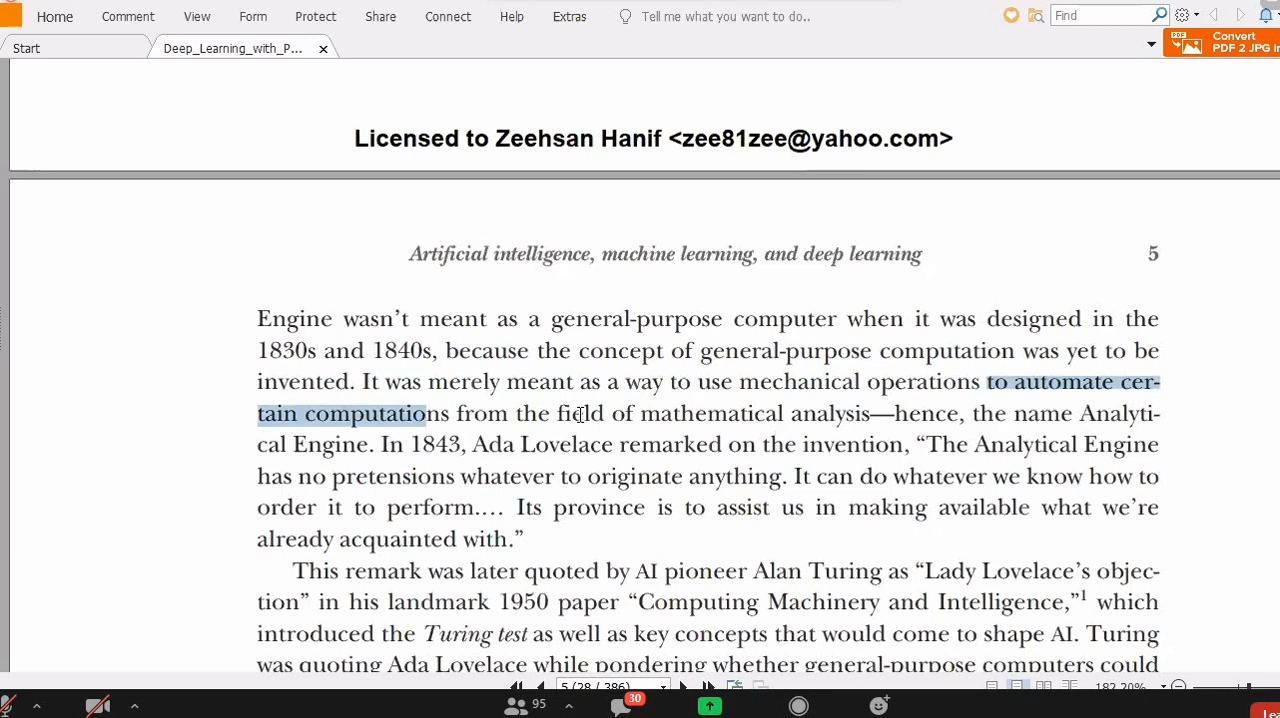 Home Comment View Form Protect Share Connect Help Extras Tell me what you want to do.. Find
Start Deep_Learning_with_P... × Convert
PDF 2 JPG
Licensed to Zeehsan Hanif <zee81zee@yahoo.com>
Artificial intelligence, machine learning, and deep learning 5
Engine wasn’t meant as a general-purpose computer when it was designed in the
1830s and 1840s, because the concept of general-purpose computation was yet to be
invented. It was merely meant as a way to use mechanical operations to automate cer-
tain computations from the field of mathematical analysis—hence, the name Analyti-
cal Engine. In 1843, Ada Lovelace remarked on the invention, “The Analytical Engine
has no pretensions whatever to originate anything. It can do whatever we know how to
order it to perform.… Its province is to assist us in making available what we’re
already acquainted with.”
This remark was later quoted by AI pioneer Alan Turing as “Lady Lovelace’s objec-
tion” in his landmark 1950 paper “Computing Machinery and Intelligence,”1 which
introduced the Turing test as well as key concepts that would come to shape AI. Turing
was quoting Ada Lovelace while pondering whether general-purpose computers could
5 (28 / 386) 182.20%
95 30